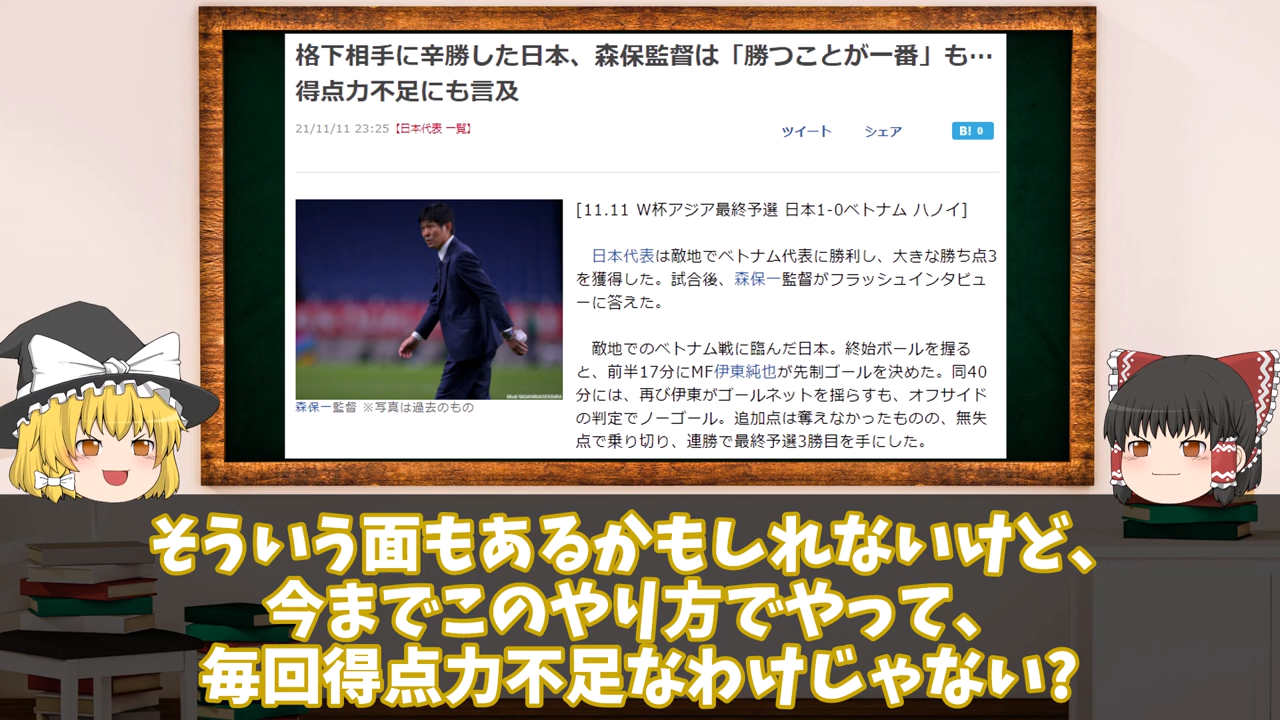 格下相手に辛勝した日本、森保監督は「勝つことが一番」も…
得点力不足にも言及
21/11/11 23:25【日本代表 一覧】
ツイート シェア B! 0
[11.11 W杯アジア最終予選 日本1-0ベトナム ハノイ]
日本代表は敵地でベトナム代表に勝利し、大きな勝ち点3
を獲得した。試合後、森保一監督がフラッシュインタビュ
ーに答えた。
敵地でのベトナム戦に臨んだ日本。終始ボールを握る
と、前半17分にMF伊東純也が先制ゴールを決めた。同40
分には、再び伊東がゴールネットを揺らすも、オフサイド
の判定でノーゴール。追加点は奪えなかったものの、無失
点で乗り切り、連勝で最終予選3勝目を手にした。
森保一監督 ※写真は過去のもの
そういう面もあるかもしれないけど、
今までこのやり方でやって、
毎回得点力不足なわけじゃない?